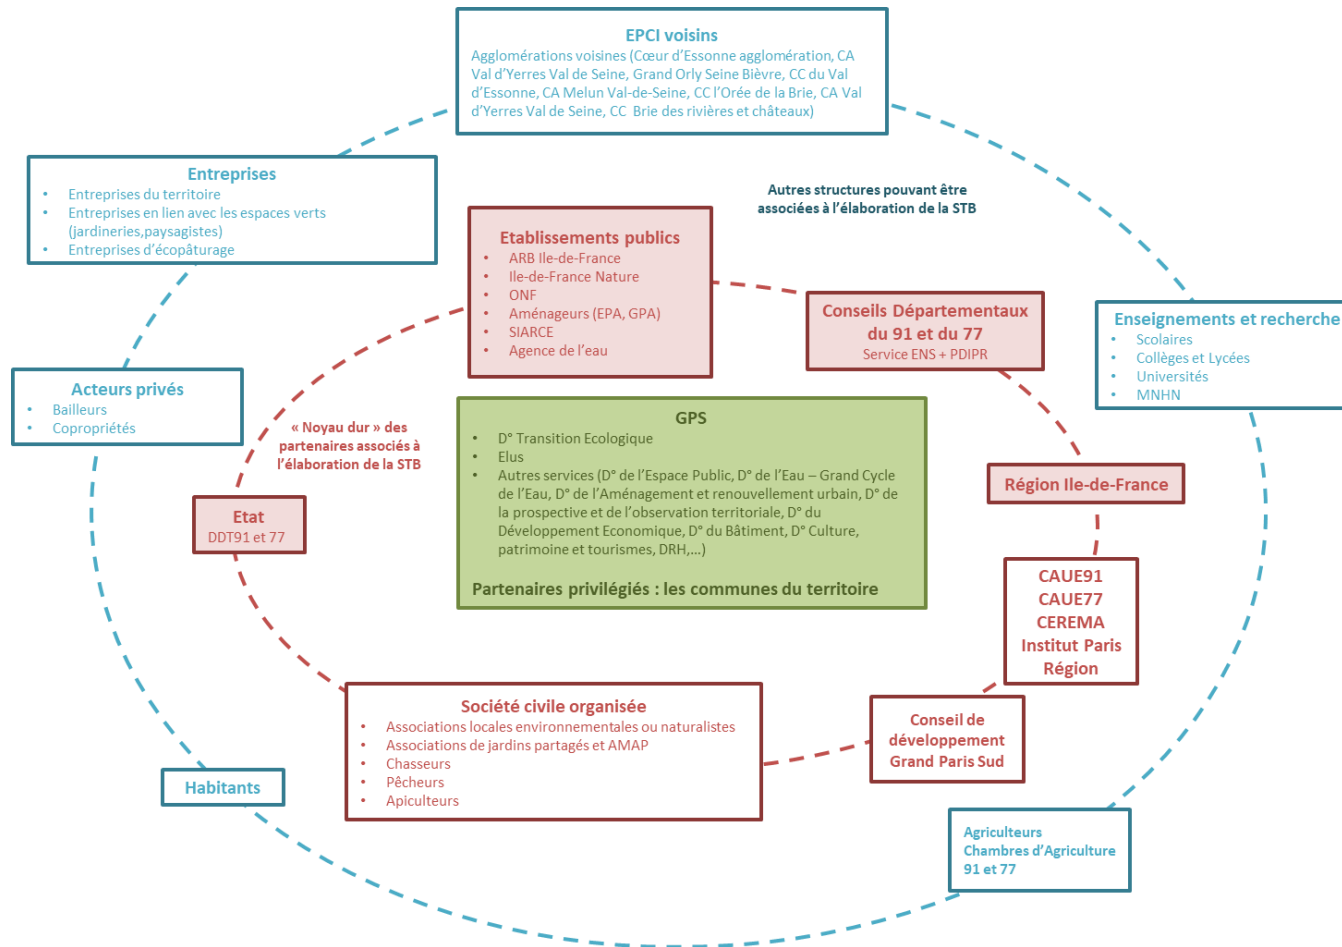 EPCI voisins
Agglomérations voisines (Cœur d'Essonne agglomération, CA
Val d'Yerres Val de Seine, Grand Orly Seine Bièvre, CC du Val
d'Essonne, CA Melun Val-de-Seine, CC l'Orée de la Brie, CA Val
d'Yerres Val de Seine, CC Brie des rivières et châteaux)
Entreprises
• Entreprises du territoire
• Entreprises en lien avec les espaces verts
(jardineries,paysagistes)
• Entreprises d'écopâturage
Autres structures pouvant être
associées à l'élaboration de la STB
Etablissements publics
• ARB Ile-de-France
• Ile-de-France Nature
• ONF
• Aménageurs (EPA, GPA)
• SIARCE
• Agence de l'eau
Conseils Départementaux
du 91 et du 77
Service ENS + PDIPR
Enseignements et recherche
• Scolaires
• Collèges et Lycées
• Universités
• MNHN
Acteurs privés
• Bailleurs
• Copropriétés
« Noyau dur » des
partenaires associés à
l'élaboration de la STB
GPS
• D° Transition Ecologique
• Elus
• Autres services (D° de l'Espace Public, D° de l'Eau – Grand Cycle
de l'Eau, D° de l'Aménagement et renouvellement urbain, D° de
la prospective et de l'observation territoriale, D° du
Développement Economique, D° du Bâtiment, D° Culture,
patrimoine et tourismes, DRH,...)
Partenaires privilégiés : les communes du territoire
Région Ile-de-France
Etat
DDT91 et 77
CAUE91
CAUE77
CEREMA
Institut Paris
Région
Société civile organisée
• Associations locales environnementales ou naturalistes
• Associations de jardins partagés et AMAP
• Chasseurs
• Pêcheurs
• Apiculteurs
Conseil de
développement
Grand Paris Sud
Habitants
Agriculteurs
Chambres d'Agriculture
91 et 77